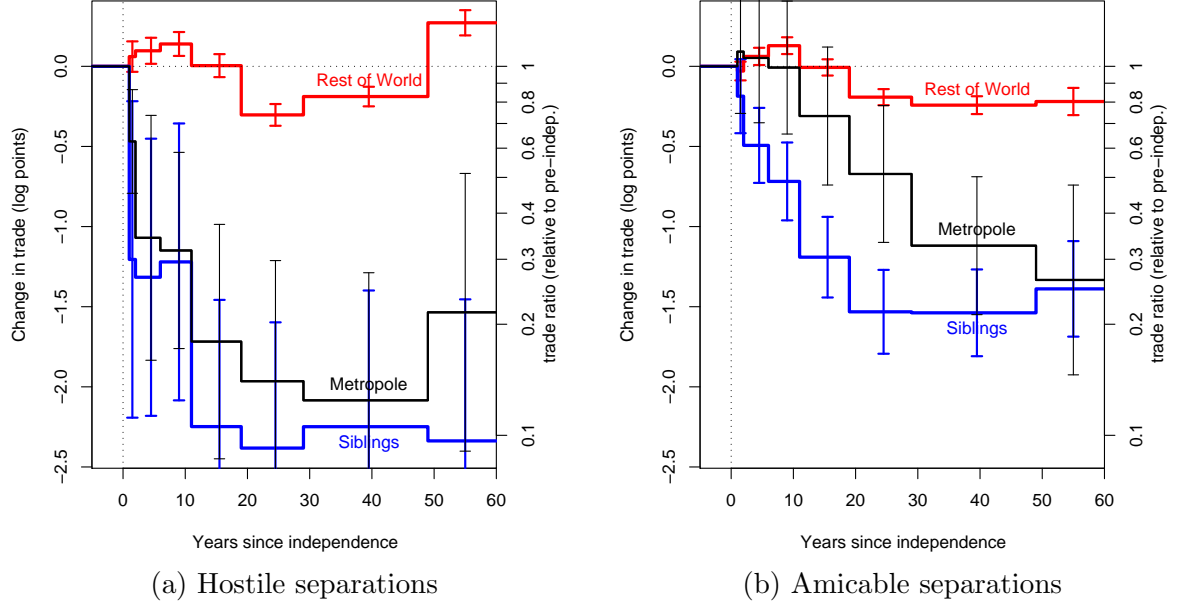 Change in trade (log points)
0.0
−0.5
−1.0
−1.5
−2.0
−2.5
Rest of World
Metropole
Siblings
1
0.8
0.6
0.4
0.3
0.2
0.1
trade ratio (relative to pre−indep.)
0 10 20 30 40 50 60
Years since independence
(a) Hostile separations
Change in trade (log points)
0.0
−0.5
−1.0
−1.5
−2.0
−2.5
Rest of World
Metropole
Siblings
1
0.8
0.6
0.4
0.3
0.2
0.1
trade ratio (relative to pre−indep.)
0 10 20 30 40 50 60
Years since independence
(b) Amicable separations